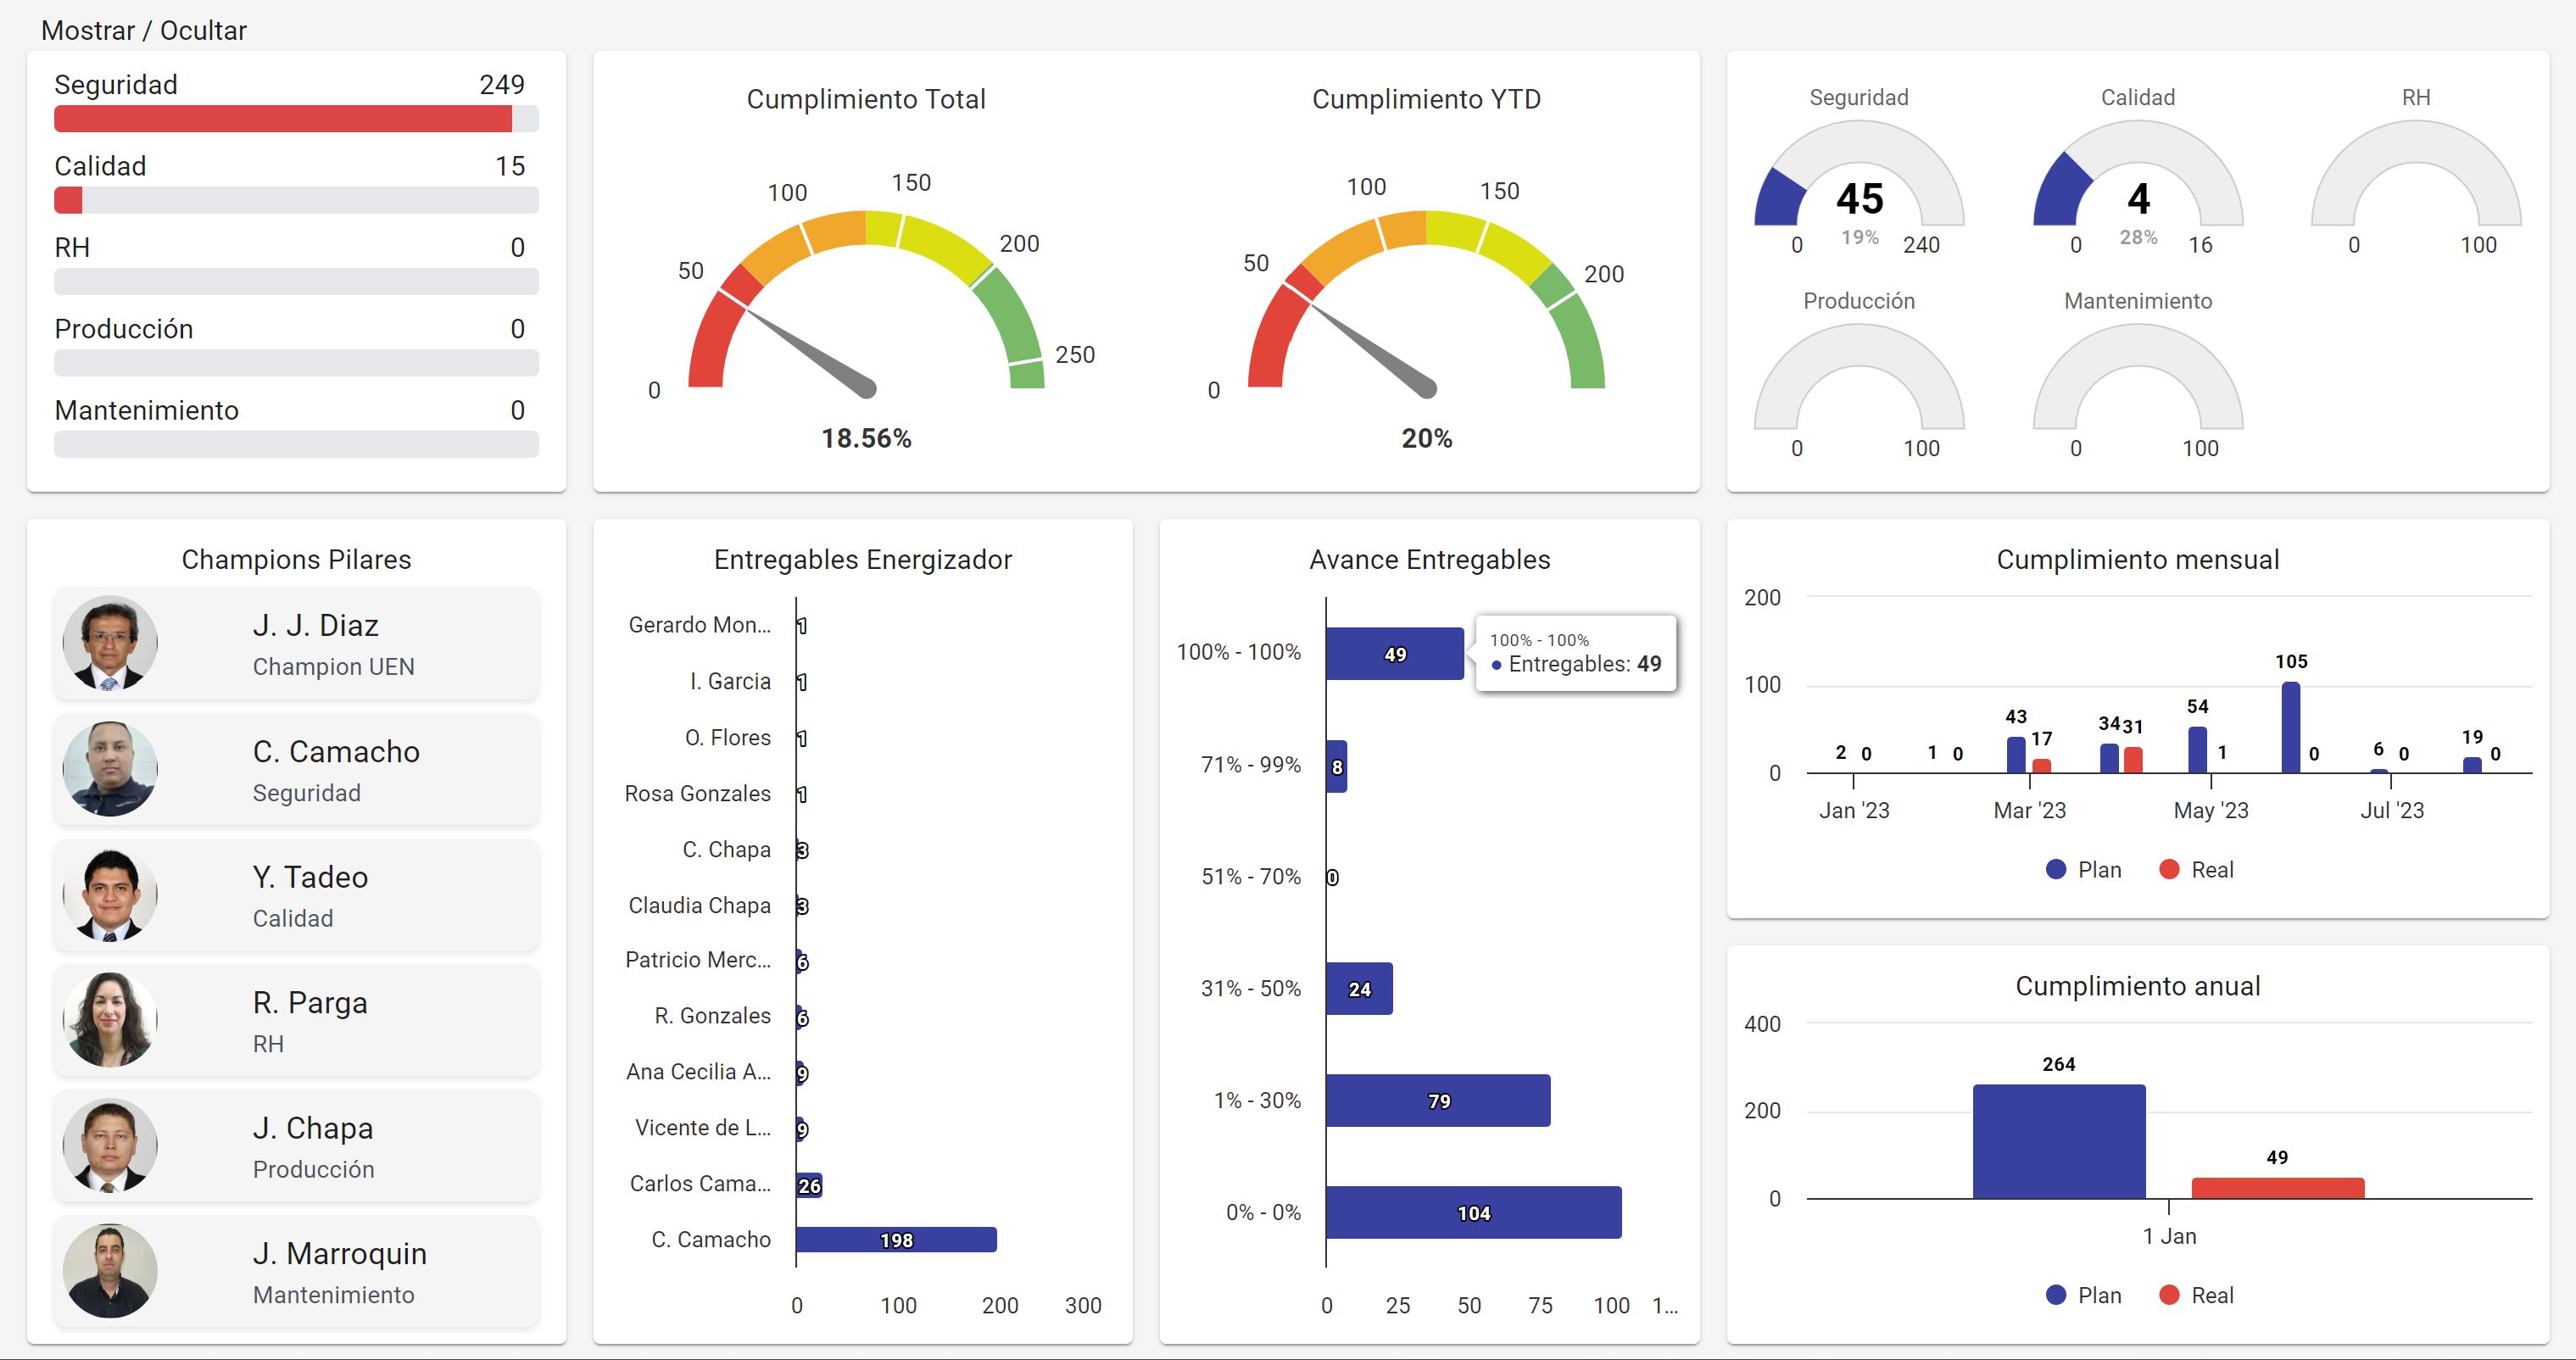 Mostrar / Ocultar
Seguridad 249
Calidad 15
RH 0
Producción 0
Mantenimiento 0
Cumplimiento Total
0 50 100 150 200 250
18.56%
Cumplimiento YTD
0 50 100 150 200
20%
Seguridad
45
19%
0 240
Calidad
4
28%
0 16
RH
0 100
Producción
0 100
Mantenimiento
0 100
Champions Pilares
J. J. Diaz
Champion UEN
C. Camacho
Seguridad
Y. Tadeo
Calidad
R. Parga
RH
J. Chapa
Producción
J. Marroquin
Mantenimiento
Entregables Energizador
Gerardo Mon... 1
I. Garcia 1
O. Flores 1
Rosa Gonzales 1
C. Chapa 3
Claudia Chapa 3
Patricio Merc... 6
R. Gonzales 6
Ana Cecilia A... 9
Vicente de L... 9
Carlos Cama... 26
C. Camacho 198
0 100 200 300
Avance Entregables
100% - 100% 49
100% - 100%
Entregables: 49
71% - 99% 8
51% - 70% 0
31% - 50% 24
1% - 30% 79
0% - 0% 104
0 25 50 75 100 1...
Cumplimiento mensual
200
100
0
2 0 1 0 43 17 34 31 54 1 105 0 6 0 19 0
Jan '23 Mar '23 May '23 Jul '23
Plan Real
Cumplimiento anual
400
200
0
264 49
1 Jan
Plan Real